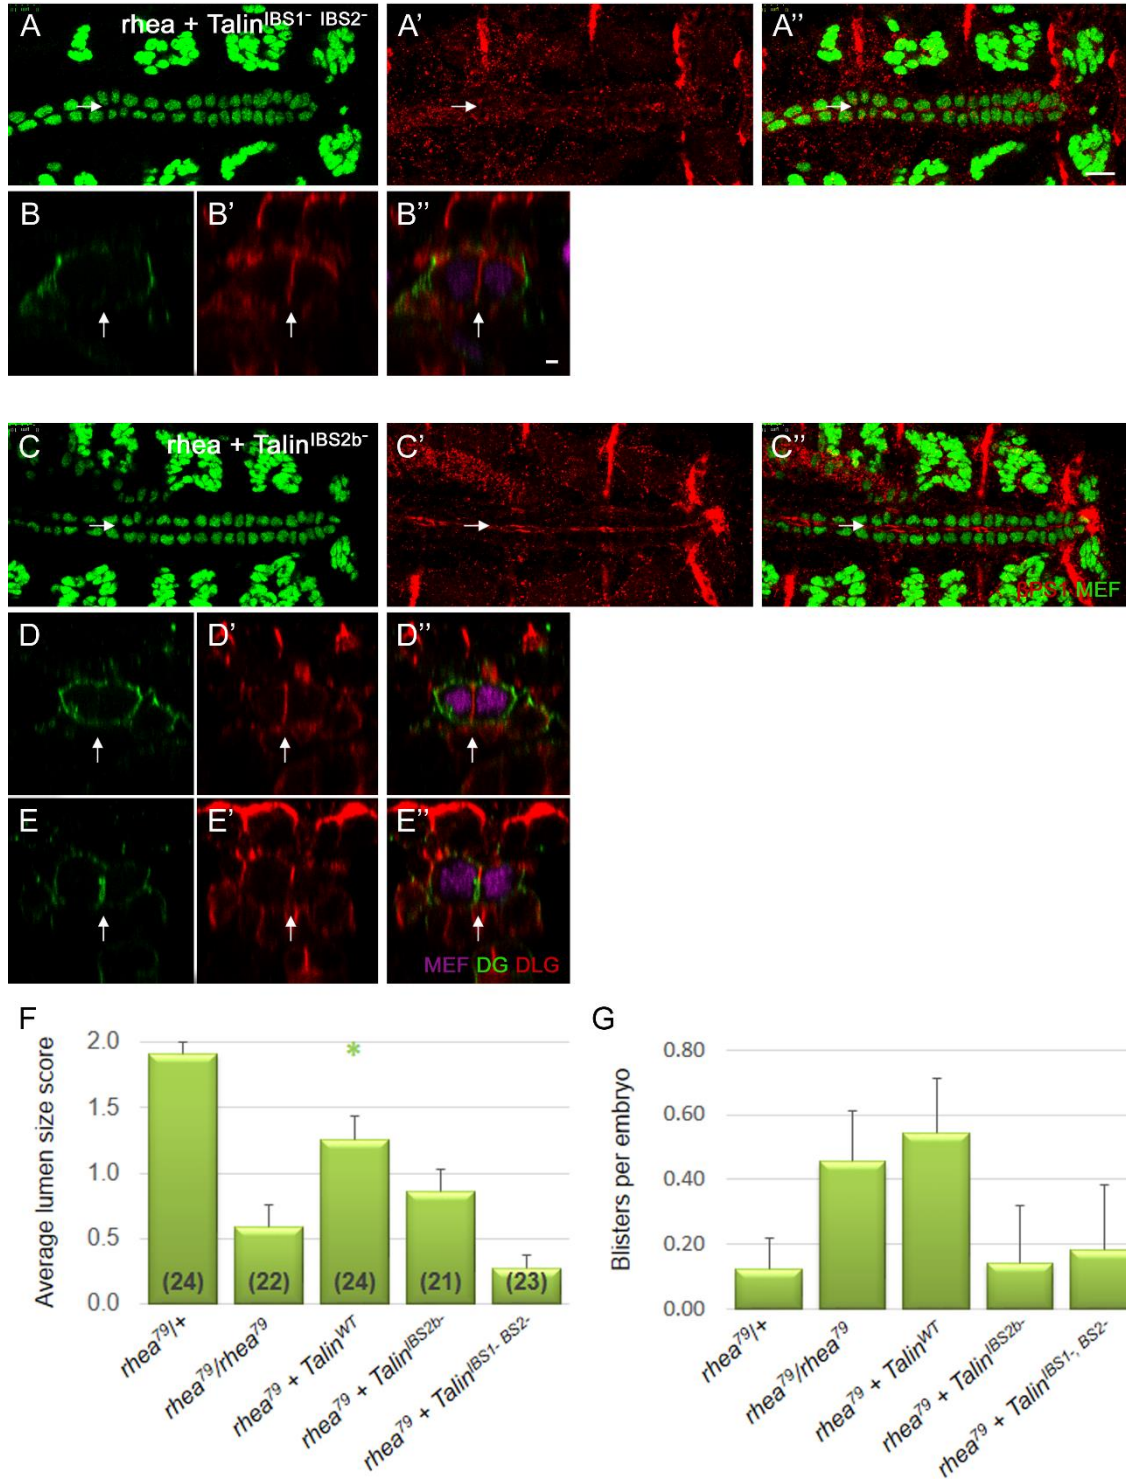 A rhea + Talin^IBS1- IBS2- A' A''
B B' B''
C rhea + Talin^IBS2b- C' C''
βPS1 MEF
D D' D''
E E' E''
MEF DG DLG
F
Average lumen size score
2.0
1.5
1.0
0.5
0.0
*
(24) (22) (24) (21) (23)
rhea^79/+
rhea^79/rhea^79
rhea^79 + Talin^WT
rhea^79 + Talin^IBS2b-
rhea^79 + Talin^IBS1- BS2-
G
Blisters per embryo
0.80
0.60
0.40
0.20
0.00
rhea^79/+
rhea^79/rhea^79
rhea^79 + Talin^WT
rhea^79 + Talin^IBS2b-
rhea^79 + Talin^IBS1-, BS2-